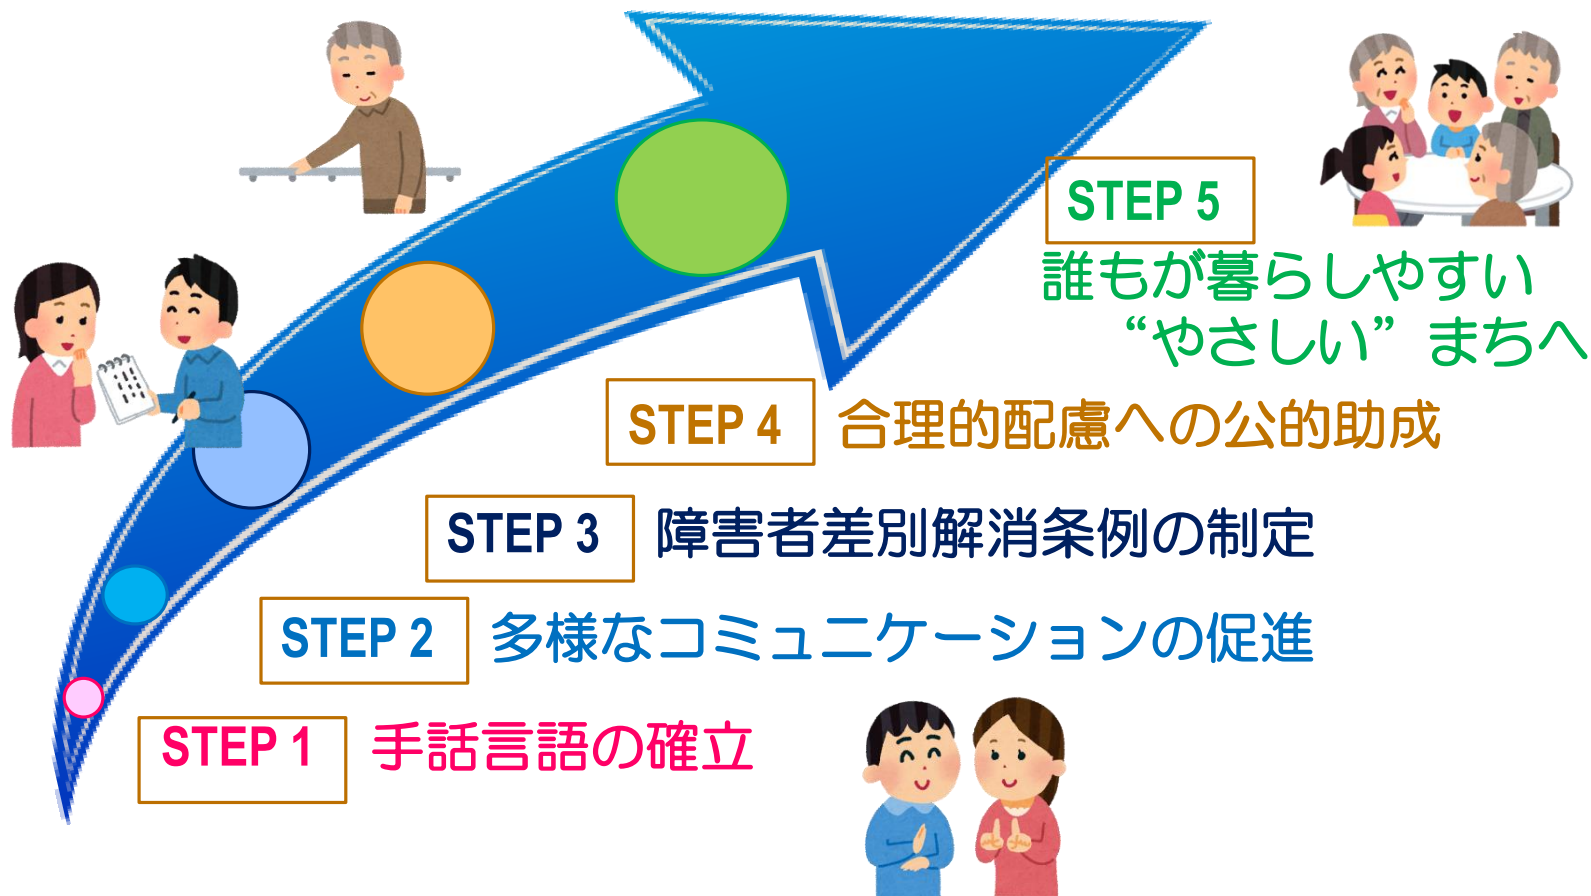 STEP 5
誰もが暮らしやすい
“やさしい”まちへ
STEP 4 合理的配慮への公的助成
STEP 3 障害者差別解消条例の制定
STEP 2 多様なコミュニケーションの促進
STEP 1 手話言語の確立